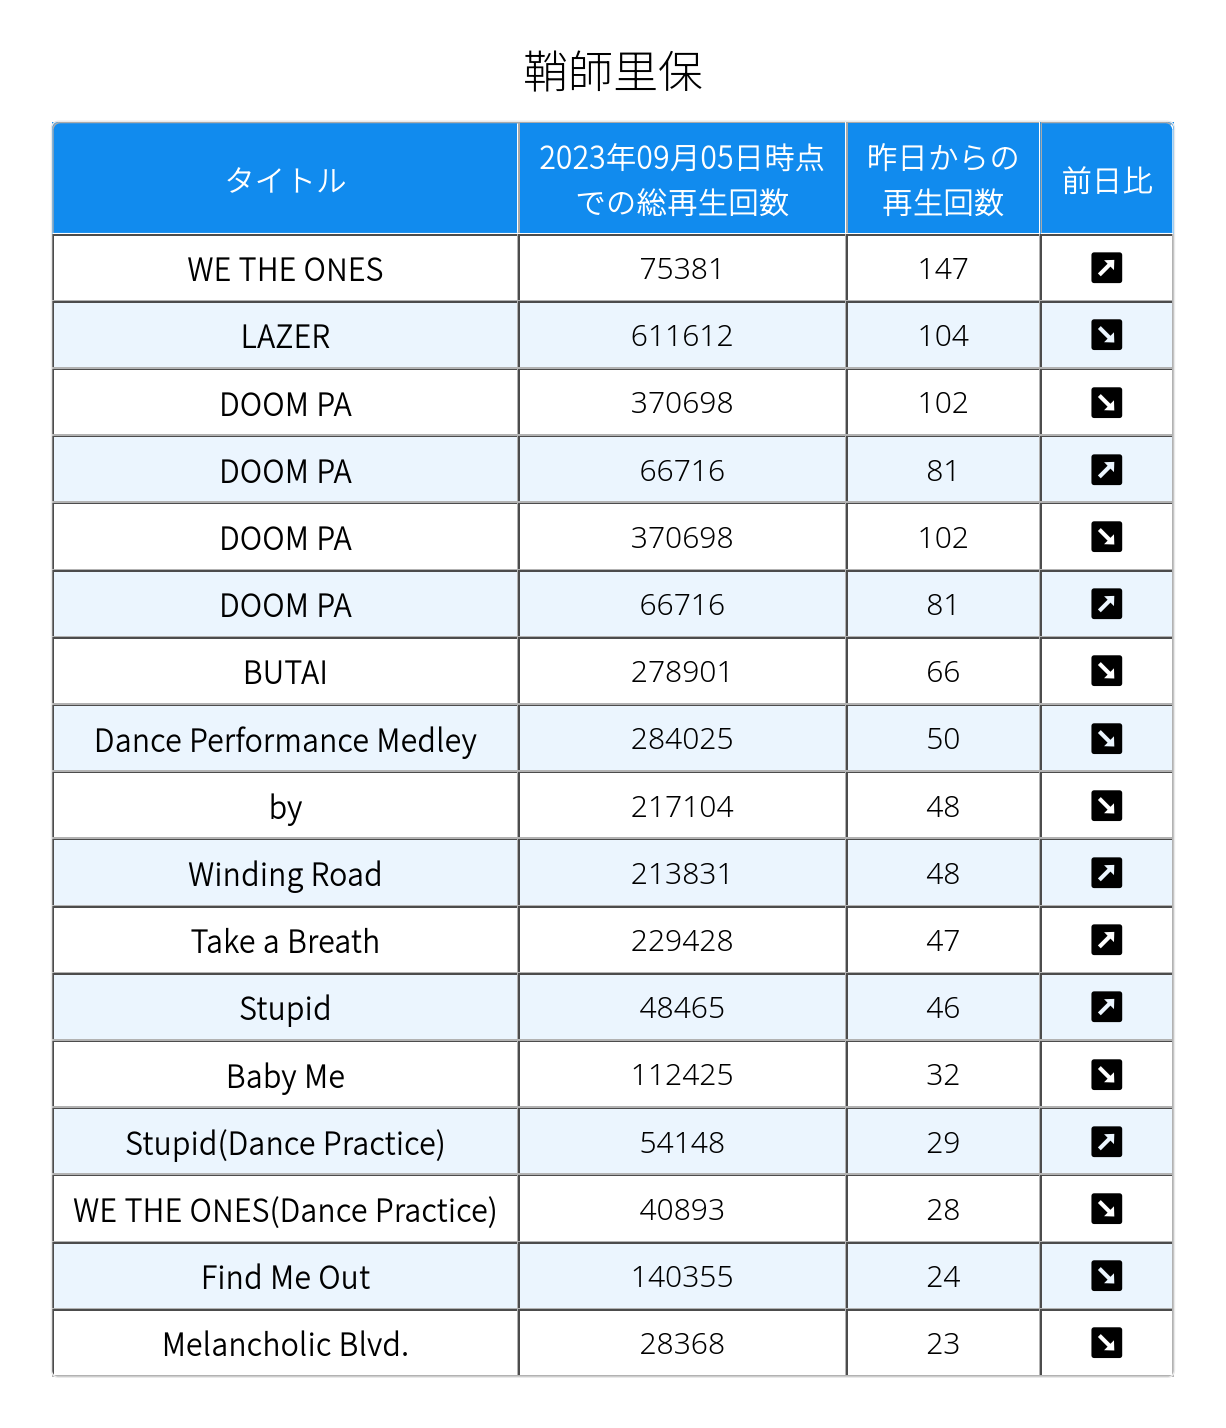 鞘師里保
タイトル
2023年09月05日時点
での総再生回数
昨日からの
再生回数
前日比
WE THE ONES 75381 147 ↗
LAZER 611612 104 ↘
DOOM PA 370698 102 ↘
DOOM PA 66716 81 ↗
DOOM PA 370698 102 ↘
DOOM PA 66716 81 ↗
BUTAI 278901 66 ↘
Dance Performance Medley 284025 50 ↘
by 217104 48 ↘
Winding Road 213831 48 ↗
Take a Breath 229428 47 ↗
Stupid 48465 46 ↗
Baby Me 112425 32 ↘
Stupid(Dance Practice) 54148 29 ↗
WE THE ONES(Dance Practice) 40893 28 ↘
Find Me Out 140355 24 ↘
Melancholic Blvd. 28368 23 ↘